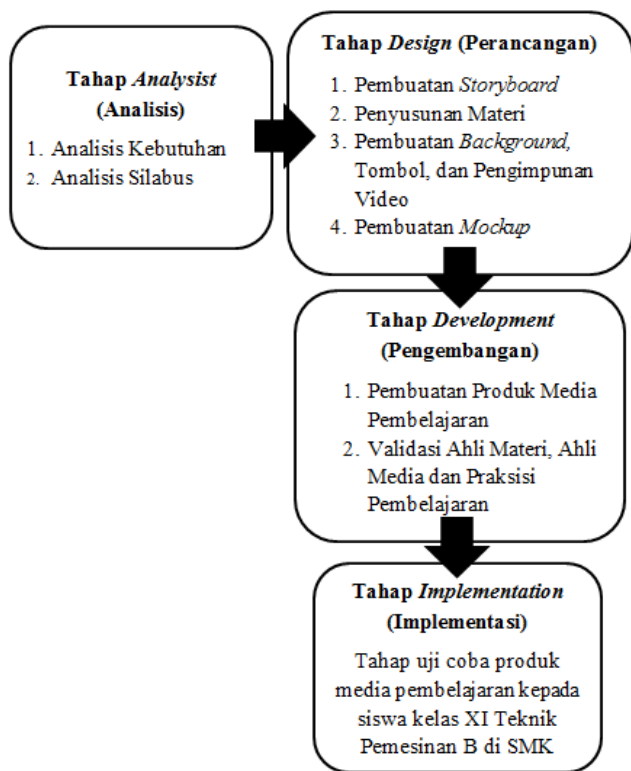 Tahap Analysist
(Analisis)
1. Analisis Kebutuhan
2. Analisis Silabus
Tahap Design (Perancangan)
1. Pembuatan Storyboard
2. Penyusunan Materi
3. Pembuatan Background,
Tombol, dan Pengimpunan
Video
4. Pembuatan Mockup
Tahap Development
(Pengembangan)
1. Pembuatan Produk Media
Pembelajaran
2. Validasi Ahli Materi, Ahli
Media dan Praksisi
Pembelajaran
Tahap Implementation
(Implementasi)
Tahap uji coba produk
media pembelajaran kepada
siswa kelas XI Teknik
Pemesinan B di SMK